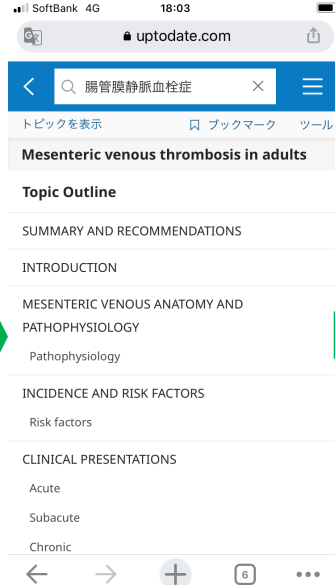 SoftBank 4G 18:03
uptodate.com
腸管膜静脈血栓症
トピックを表示 ブックマーク ツール
Mesenteric venous thrombosis in adults
Topic Outline
SUMMARY AND RECOMMENDATIONS
INTRODUCTION
MESENTERIC VENOUS ANATOMY AND
PATHOPHYSIOLOGY
Pathophysiology
INCIDENCE AND RISK FACTORS
Risk factors
CLINICAL PRESENTATIONS
Acute
Subacute
Chronic
6